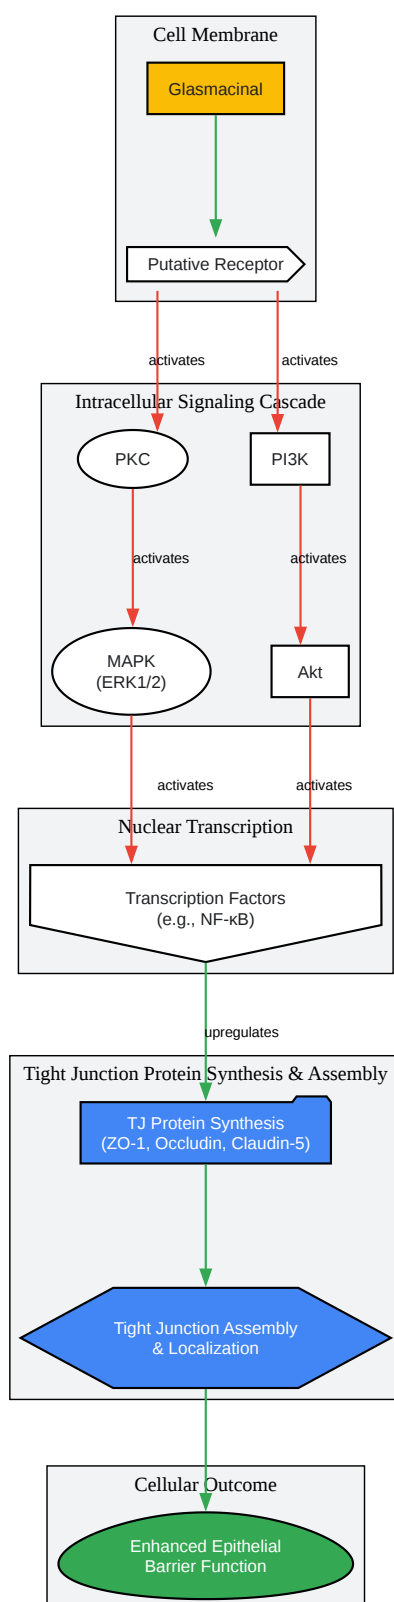 Cell Membrane
Glasmacinal
Putative Receptor
activates
activates
Intracellular Signaling Cascade
PKC
PI3K
activates
activates
MAPK
(ERK1/2)
Akt
activates
activates
Nuclear Transcription
Transcription Factors
(e.g., NF-κB)
upregulates
Tight Junction Protein Synthesis & Assembly
TJ Protein Synthesis
(ZO-1, Occludin, Claudin-5)
Tight Junction Assembly
& Localization
Cellular Outcome
Enhanced Epithelial
Barrier Function